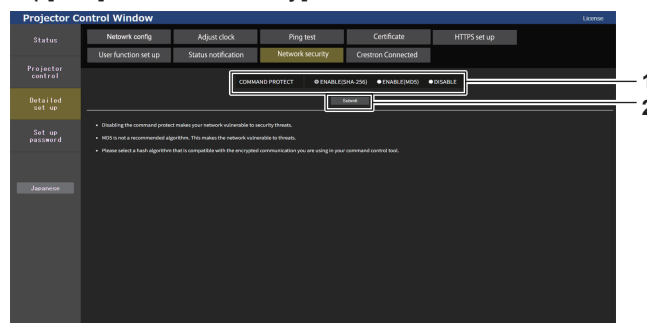 Projector Control Window
License
Status
Netowrk config
Adjust clock
Ping test
Certificate
HTTPS set up
User function set up
Status notification
Network security
Crestron Connected
Projector
control
COMMAND PROTECT
ENABLE(SHA-256)
ENABLE(MD5)
DISABLE
1
Detailed
set up
Submit
2
• Disabling the command protect makes your network vulnerable to security threats.
• MD5 is not a recommended algorithm. This makes the network vulnerable to threats.
• Please select a hash algorithm that is compatible with the encrypted communication you are using in your command control tool.
Set up
password
Japanese